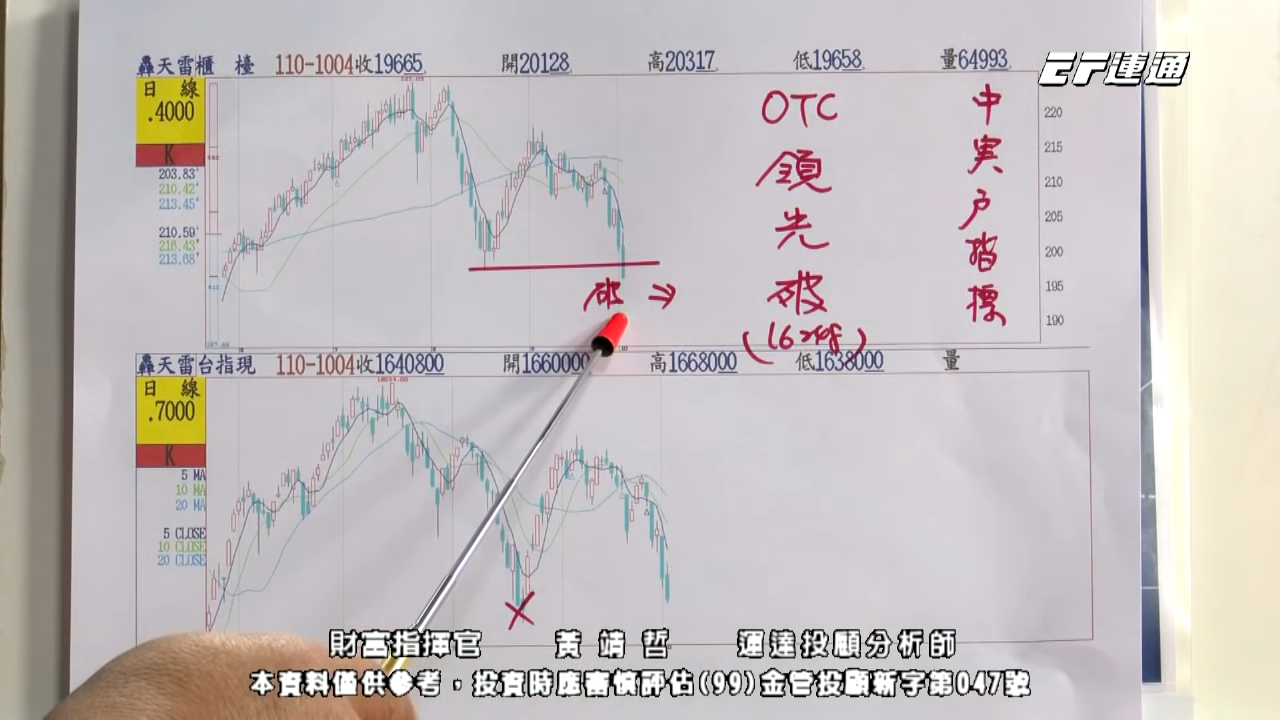 轟天雷櫃 檯 110-1004收19665 開20128 高20317 低19658 量64993
ET運通
日線
.4000
K
203.83
210.42
213.45
210.59
216.43
213.68
220
215
210
205
200
195
190
OTC
領
先
破
中
実
戶
指
標
破 ⇒
轟天雷台指現 110-1004收1640800 開1660000 高1668000 低1638000 量
日線
.7000
K
5 MA
10 MA
20 MA
5 CLOSE
10 CLOSE
20 CLOSE
財富指揮官 黃靖哲 運達投顧分析師
本資料僅供參考，投資時應審慎評估(99)金管投顧新字第047號